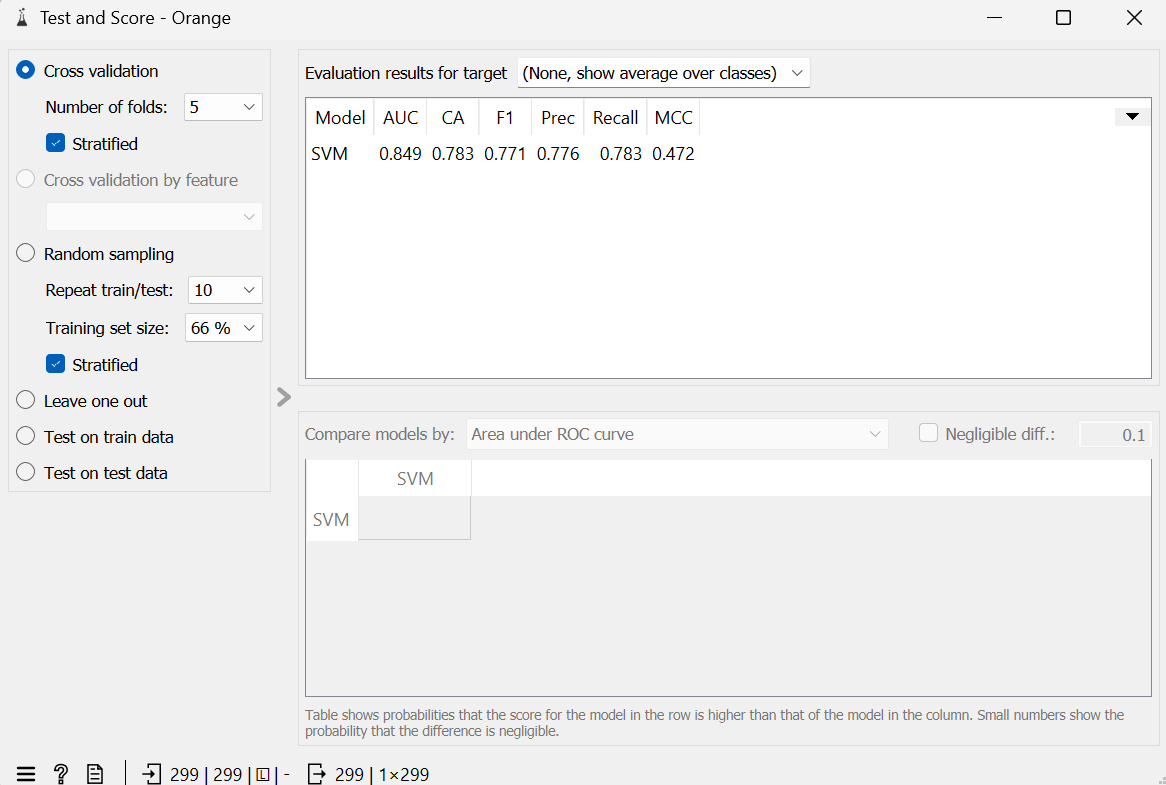 Test and Score - Orange
Cross validation
Number of folds: 5
Stratified
Cross validation by feature
Random sampling
Repeat train/test: 10
Training set size: 66 %
Stratified
Leave one out
Test on train data
Test on test data
Evaluation results for target (None, show average over classes)
Model AUC CA F1 Prec Recall MCC
SVM 0.849 0.783 0.771 0.776 0.783 0.472
Compare models by: Area under ROC curve Negligible diff.: 0.1
SVM
SVM
Table shows probabilities that the score for the model in the row is higher than that of the model in the column. Small numbers show the
probability that the difference is negligible.
? 299 | 299 | L | - 299 | 1×299